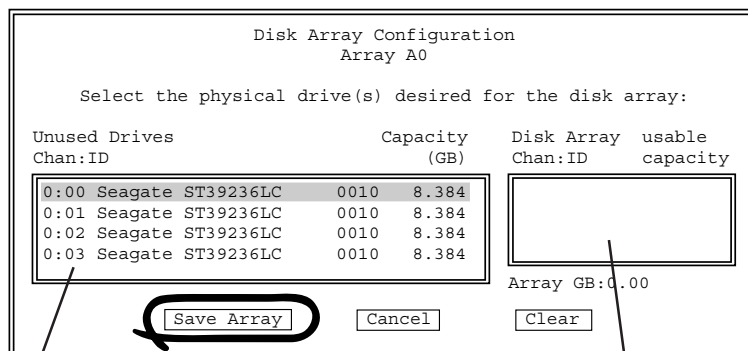 Disk Array Configuration
Array A0
Select the physical drive(s) desired for the disk array:
Unused Drives Capacity Disk Array usable
Chan:ID (GB) Chan:ID capacity
0:00 Seagate ST39236LC 0010 8.384
0:01 Seagate ST39236LC 0010 8.384
0:02 Seagate ST39236LC 0010 8.384
0:03 Seagate ST39236LC 0010 8.384
Array GB:0.00
Save Array Cancel Clear